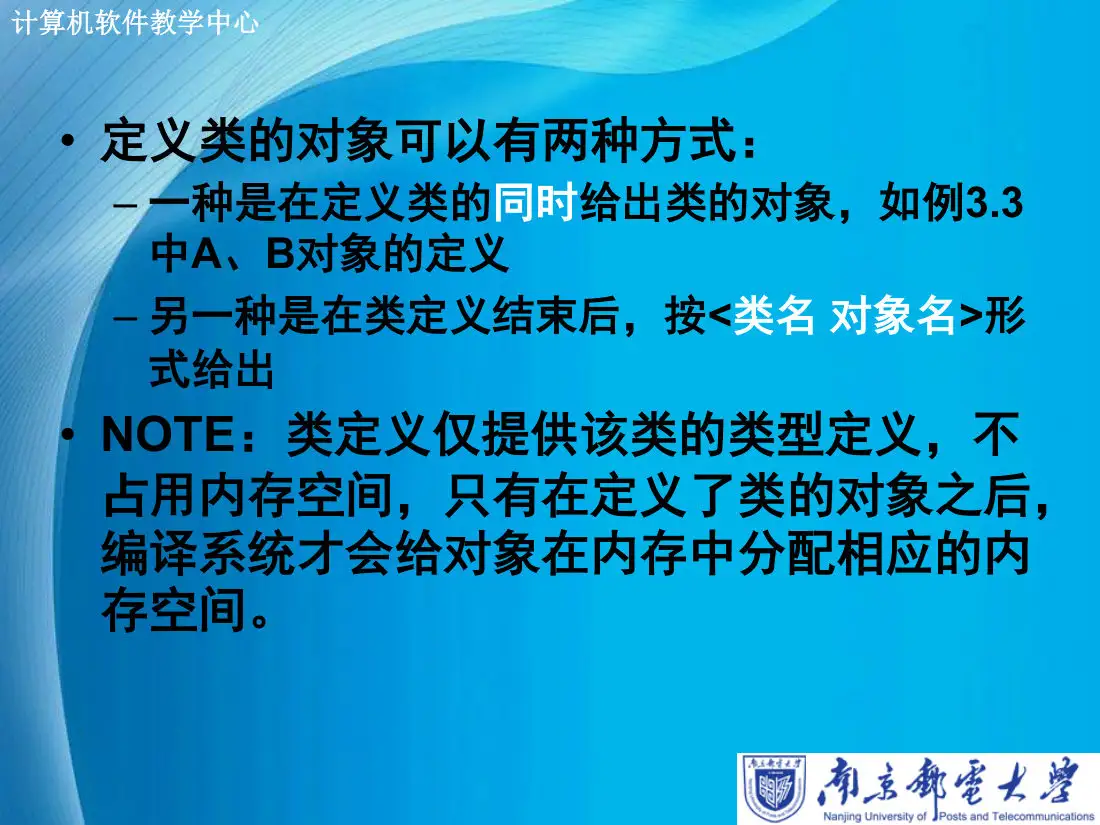 计算机软件教学中心
• 定义类的对象可以有两种方式：
– 一种是在定义类的同时给出类的对象，如例3.3
中A、B对象的定义
– 另一种是在类定义结束后，按<类名 对象名>形
式给出
• NOTE：类定义仅提供该类的类型定义，不
占用内存空间，只有在定义了类的对象之后，
编译系统才会给对象在内存中分配相应的内
存空间。
南京郵電大學
Nanjing University of Posts and Telecommunications